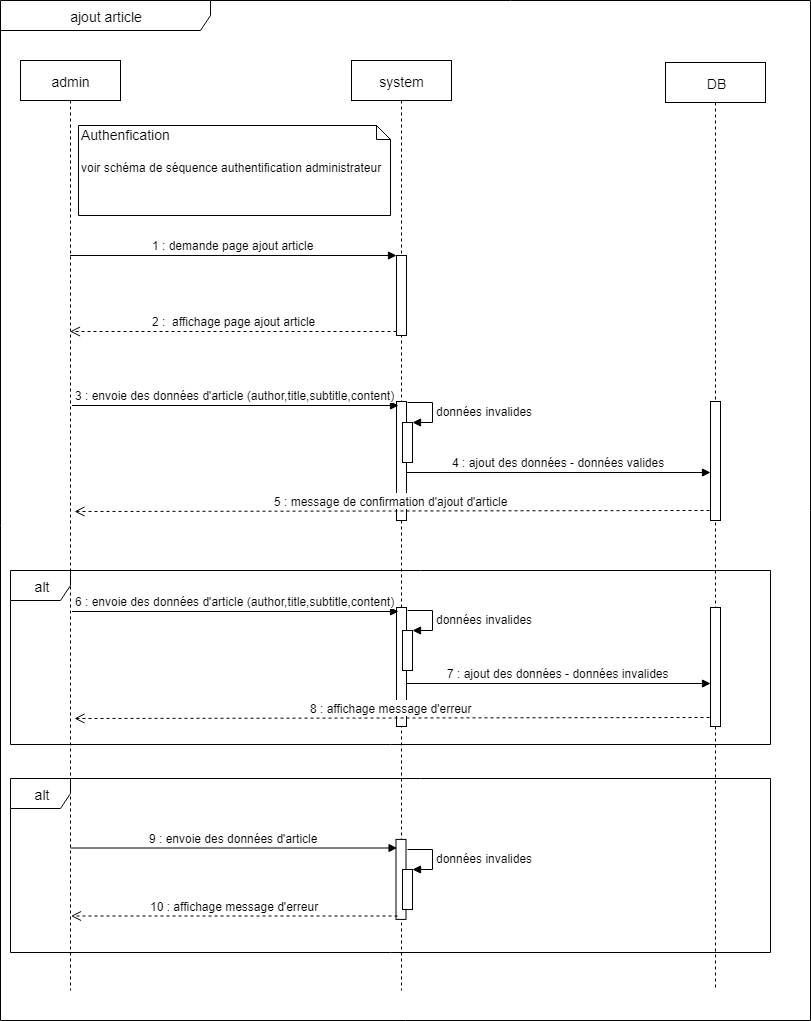 ajout article
admin
system
DB
Authenfication
voir schéma de séquence authentification administrateur
1 : demande page ajout article
2 : affichage page ajout article
3 : envoie des données d'article (author,title,subtitle,content)
données invalides
4 : ajout des données - données valides
5 : message de confirmation d'ajout d'article
alt
6 : envoie des données d'article (author,title,subtitle,content)
données invalides
7 : ajout des données - données invalides
8 : affichage message d'erreur
alt
9 : envoie des données d'article
données invalides
10 : affichage message d'erreur